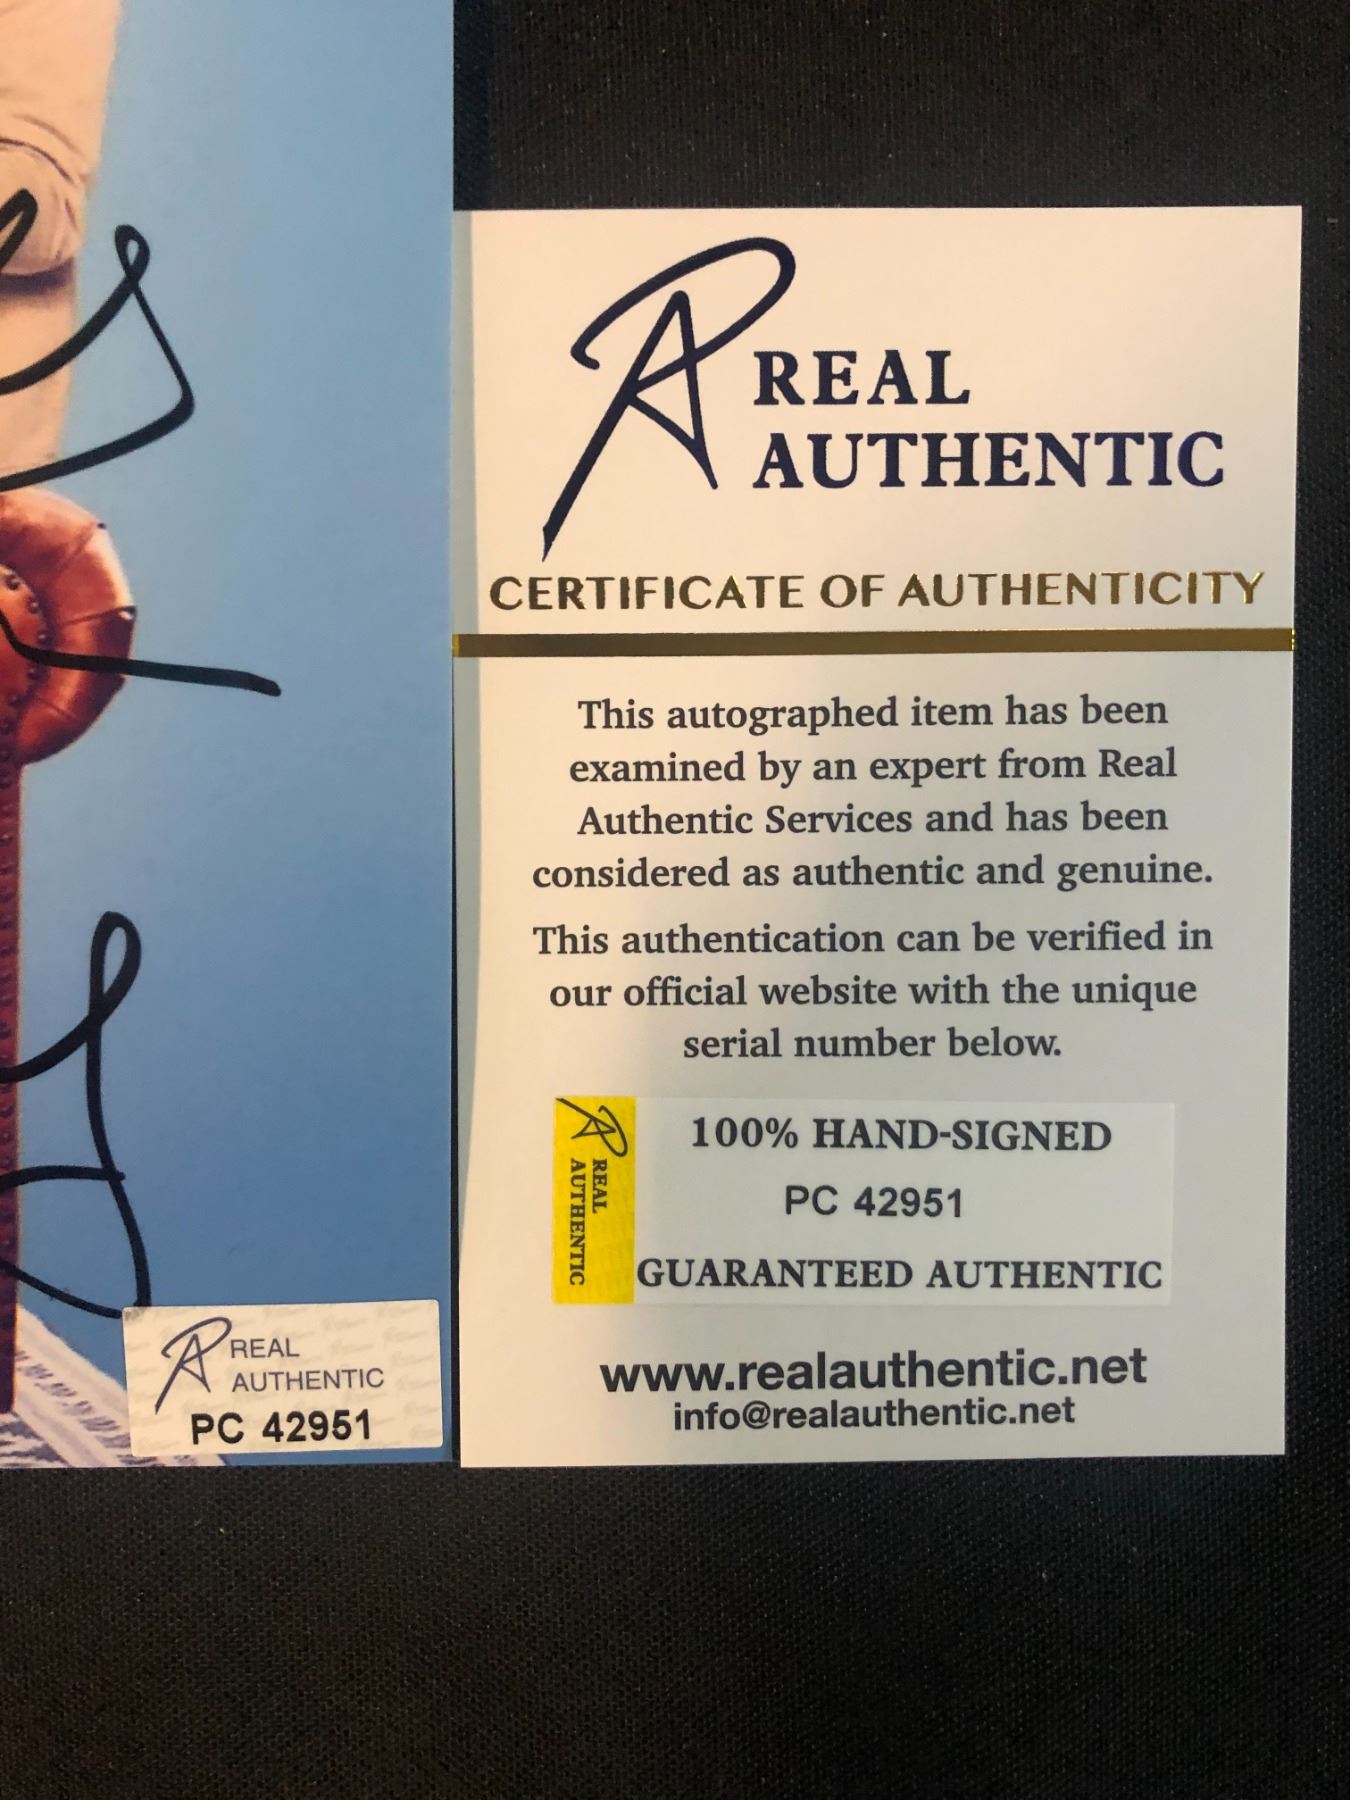 REAL
AUTHENTIC
CERTIFICATE OF AUTHENTICITY
This autographed item has been
examined by an expert from Real
Authentic Services and has been
considered as authentic and genuine.
This authentication can be verified in
our official website with the unique
serial number below.
REAL
AUTHENTIC
100% HAND-SIGNED
PC 42951
GUARANTEED AUTHENTIC
www.realauthentic.net
info@realauthentic.net
REAL
AUTHENTIC
PC 42951